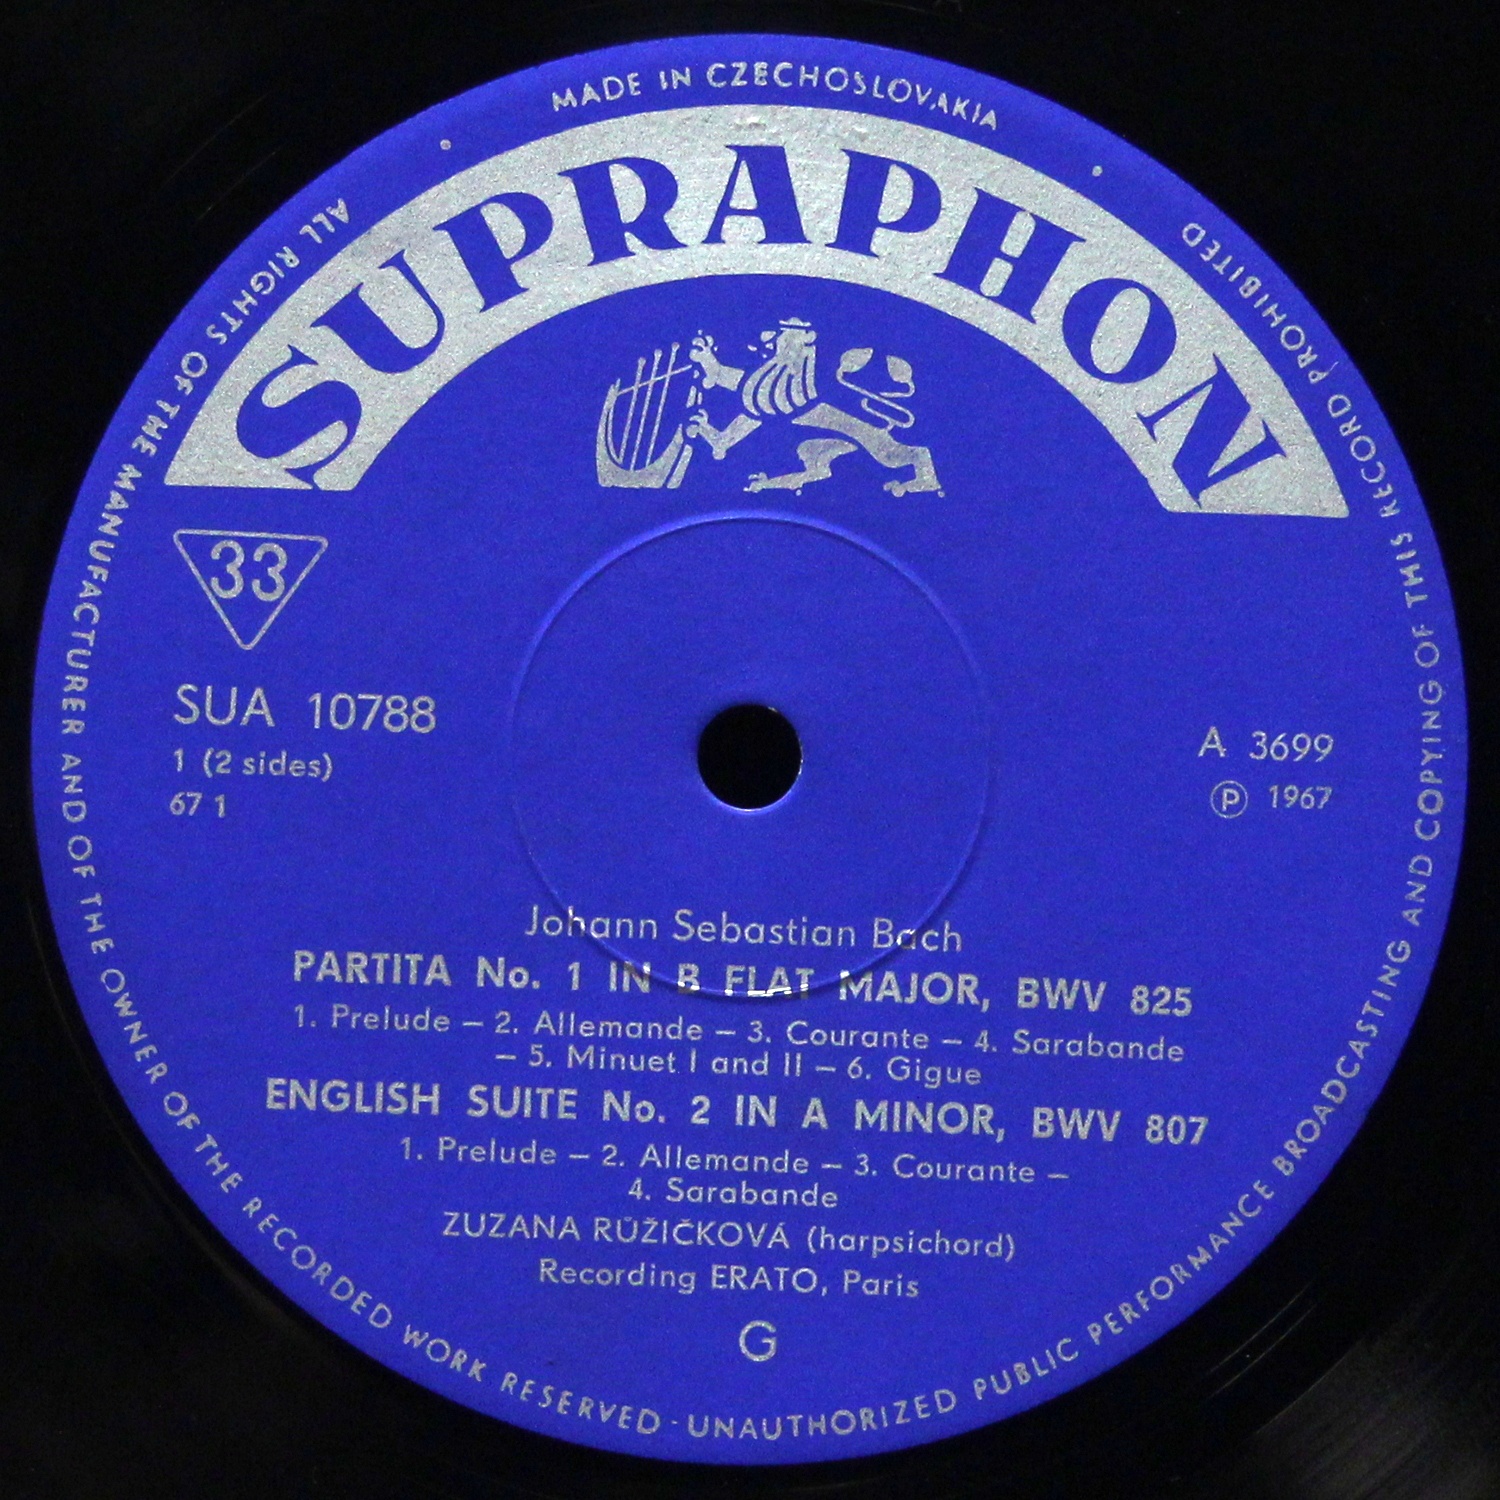 MADE IN CZECHOSLOVAKIA
SUPRAPHON
33
SUA 10788
1 (2 sides)
67 1
A 3699
Ⓟ 1967
Johann Sebastian Bach
PARTITA No. 1 IN B FLAT MAJOR, BWV 825
1. Prelude – 2. Allemande – 3. Courante – 4. Sarabande
– 5. Minuet I and II – 6. Gigue
ENGLISH SUITE No. 2 IN A MINOR, BWV 807
1. Prelude – 2. Allemande – 3. Courante –
4. Sarabande
ZUZANA RŮŽIČKOVÁ (harpsichord)
Recording ERATO, Paris
G
ALL RIGHTS OF THE MANUFACTURER AND OF THE OWNER OF THE RECORDED WORK RESERVED - UNAUTHORIZED PUBLIC PERFORMANCE BROADCASTING AND COPYING OF THIS RECORD PROHIBITED